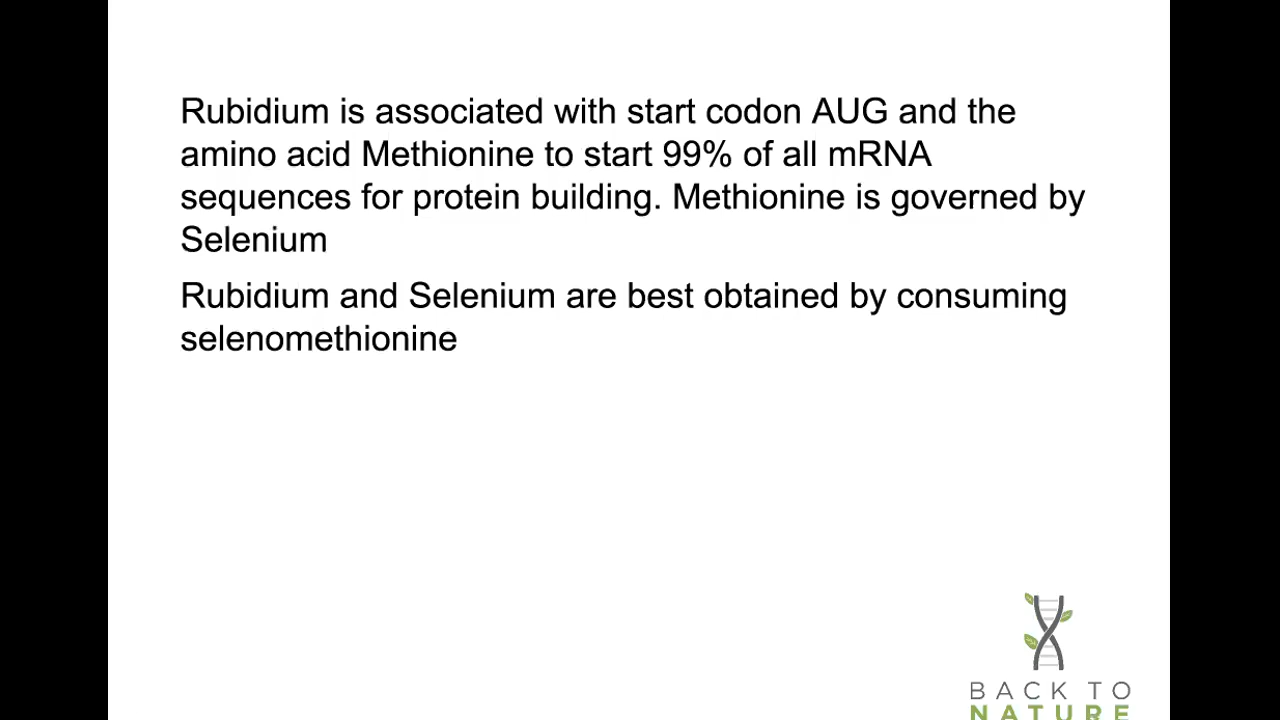 Rubidium is associated with start codon AUG and the
amino acid Methionine to start 99% of all mRNA
sequences for protein building. Methionine is governed by
Selenium
Rubidium and Selenium are best obtained by consuming
selenomethionine
BACK TO
NATURE